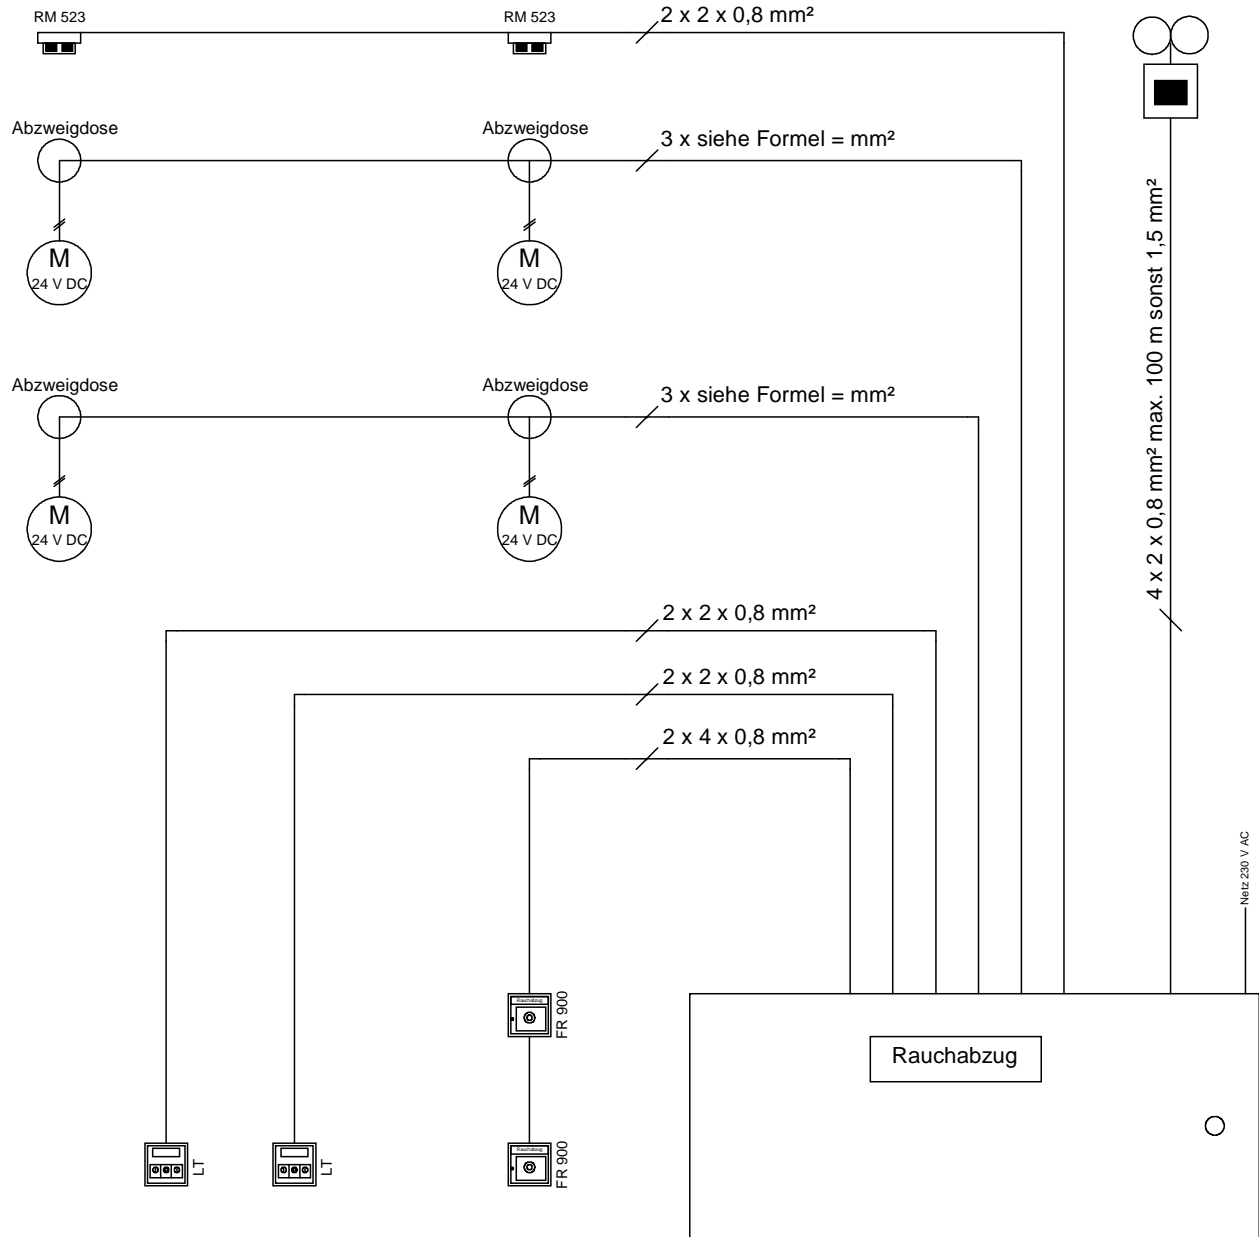 RM 523
RM 523
2 x 2 x 0,8 mm²
Abzweigdose
Abzweigdose
3 x siehe Formel = mm²
M
24 V DC
M
24 V DC
4 x 2 x 0,8 mm² max. 100 m sonst 1,5 mm²
Abzweigdose
Abzweigdose
3 x siehe Formel = mm²
M
24 V DC
M
24 V DC
2 x 2 x 0,8 mm²
2 x 2 x 0,8 mm²
2 x 4 x 0,8 mm²
Netz 230 V AC
Rauchabzug
FR 900
Rauchabzug
LT
LT
Rauchabzug
FR 900